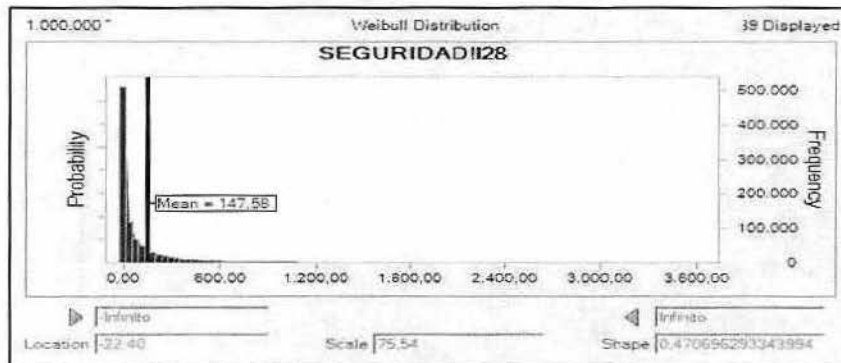 1.000.000 Weibull Distribution 39 Displayed
SEGURIDAD!I28
Probability
Frequency
500.000
400.000
300.000
200.000
100.000
0
Mean = 147,58
0,00 600,00 1.200,00 1.800,00 2.400,00 3.000,00 3.600,00
-Infinito Infinito
Location -22,40 Scale 75,54 Shape 0,470696293343994